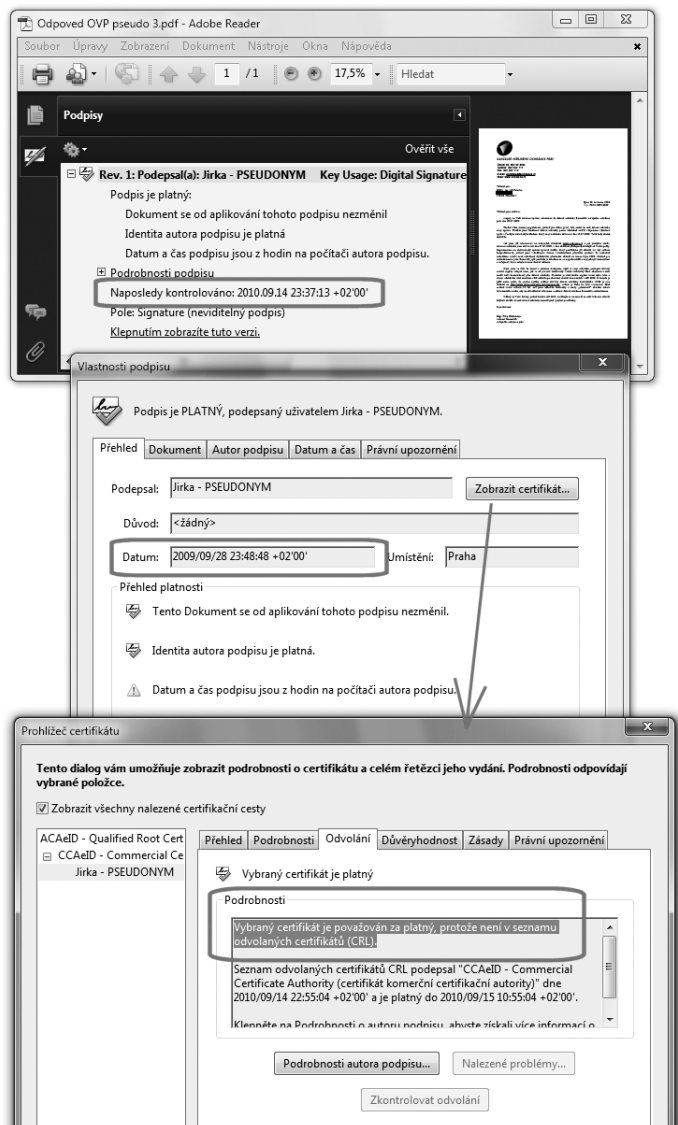 Odpoved OVP pseudo 3.pdf - Adobe Reader
Soubor Úpravy Zobrazení Dokument Nástroje Okna Nápověda
1 /1 17,5% Hledat
Podpisy
Ověřit vše
Rev. 1: Podepsal(a): Jirka - PSEUDONYM Key Usage: Digital Signature
Podpis je platný:
Dokument se od aplikování tohoto podpisu nezměnil
Identita autora podpisu je platná
Datum a čas podpisu jsou z hodin na počítači autora podpisu.
Podrobnosti podpisu
Naposledy kontrolováno: 2010.09.14 23:37:13 +02'00'
Pole: Signature (neviditelný podpis)
Klepnutím zobrazíte tuto verzi.
Vlastnosti podpisu
Podpis je PLATNÝ, podepsaný uživatelem Jirka - PSEUDONYM.
Přehled Dokument Autor podpisu Datum a čas Právní upozornění
Podepsal: Jirka - PSEUDONYM Zobrazit certifikát...
Důvod: <žádný>
Datum: 2009/09/28 23:48:48 +02'00' Umístění: Praha
Přehled platnosti
Tento Dokument se od aplikování tohoto podpisu nezměnil.
Identita autora podpisu je platná.
Datum a čas podpisu jsou z hodin na počítači autora podpisu.
Prohlížeč certifikátu
Tento dialog vám umožňuje zobrazit podrobnosti o certifikátu a celém řetězci jeho vydání. Podrobnosti odpovídají
vybrané položce.
Zobrazit všechny nalezené certifikační cesty
ACAeID - Qualified Root Cert
CCAeID - Commercial Ce
Jirka - PSEUDONYM
Přehled Podrobnosti Odvolání Důvěryhodnost Zásady Právní upozornění
Vybraný certifikát je platný
Podrobnosti
Vybraný certifikát je považován za platný, protože není v seznamu
odvolaných certifikátů (CRL).
Seznam odvolaných certifikátů CRL podepsal "CCAeID - Commercial
Certificate Authority (certifikát komerční certifikační autority)" dne
2010/09/14 22:55:04 +02'00' a je platný do 2010/09/15 10:55:04 +02'00'.
Klepněte na Podrobnosti o autoru podpisu, abyste získali více informací o
Podrobnosti autora podpisu... Nalezené problémy...
Zkontrolovat odvolání